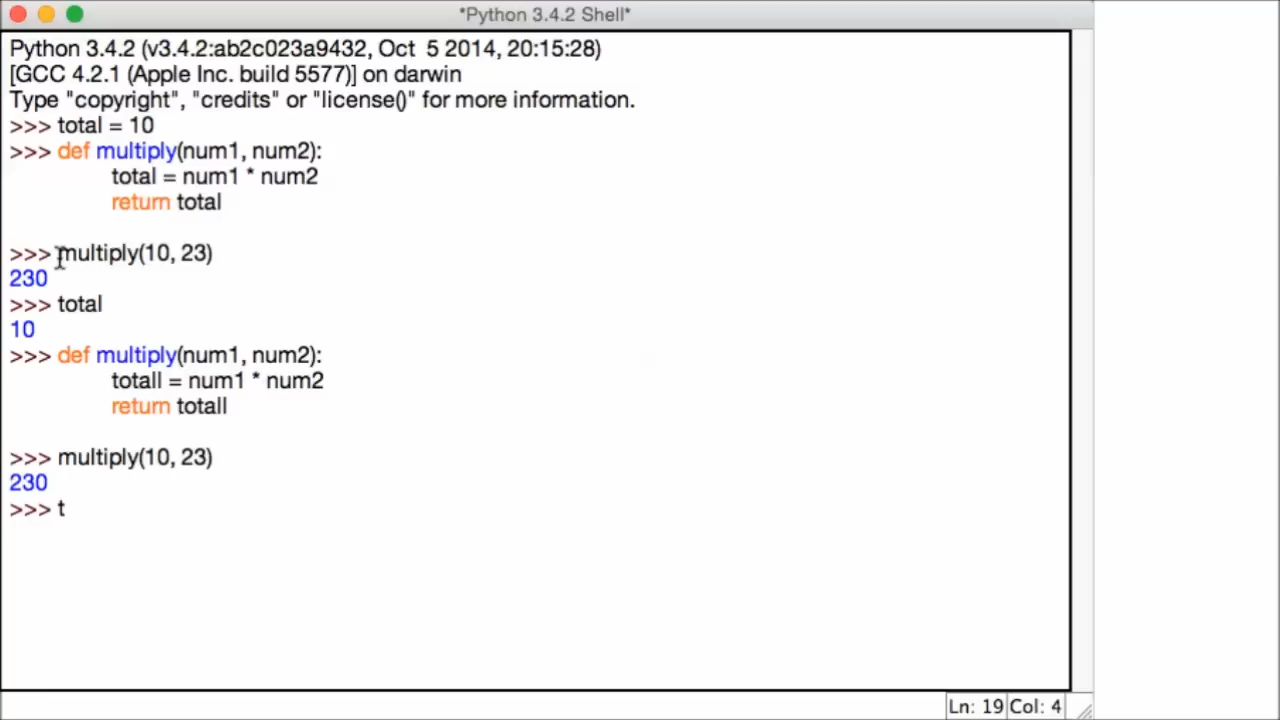 *Python 3.4.2 Shell*
Python 3.4.2 (v3.4.2:ab2c023a9432, Oct  5 2014, 20:15:28)
[GCC 4.2.1 (Apple Inc. build 5577)] on darwin
Type "copyright", "credits" or "license()" for more information.
>>> total = 10
>>> def multiply(num1, num2):
total = num1 * num2
return total
>>> multiply(10, 23)
230
>>> total
10
>>> def multiply(num1, num2):
totall = num1 * num2
return totall
>>> multiply(10, 23)
230
>>> t
Ln: 19 Col: 4